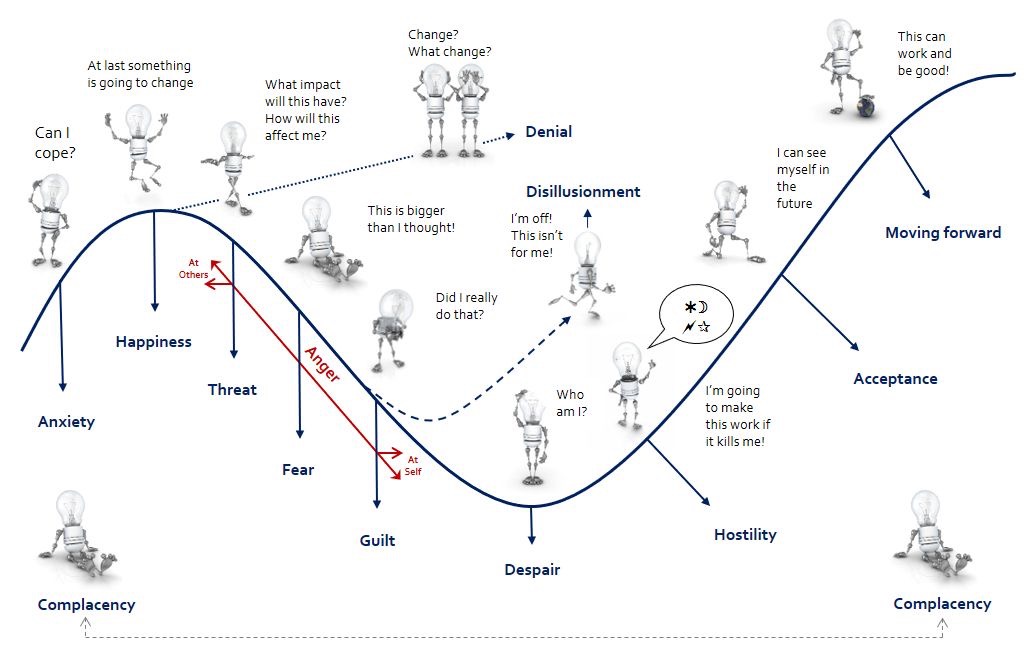 Change?
What change?
This can
work and
be good!
At last something
is going to change
What impact
will this have?
How will this
affect me?
Can I
cope?
Denial
I can see
myself in
the
future
Disillusionment
This is bigger
than I thought!
I'm off!
This isn't
for me!
Moving forward
At
Others
Did I really
do that?
Happiness
Anger
Threat
Acceptance
Anxiety
Who
am I?
I'm going
to make
this work if
it kills me!
Fear
At
Self
Guilt
Hostility
Despair
Complacency
Complacency